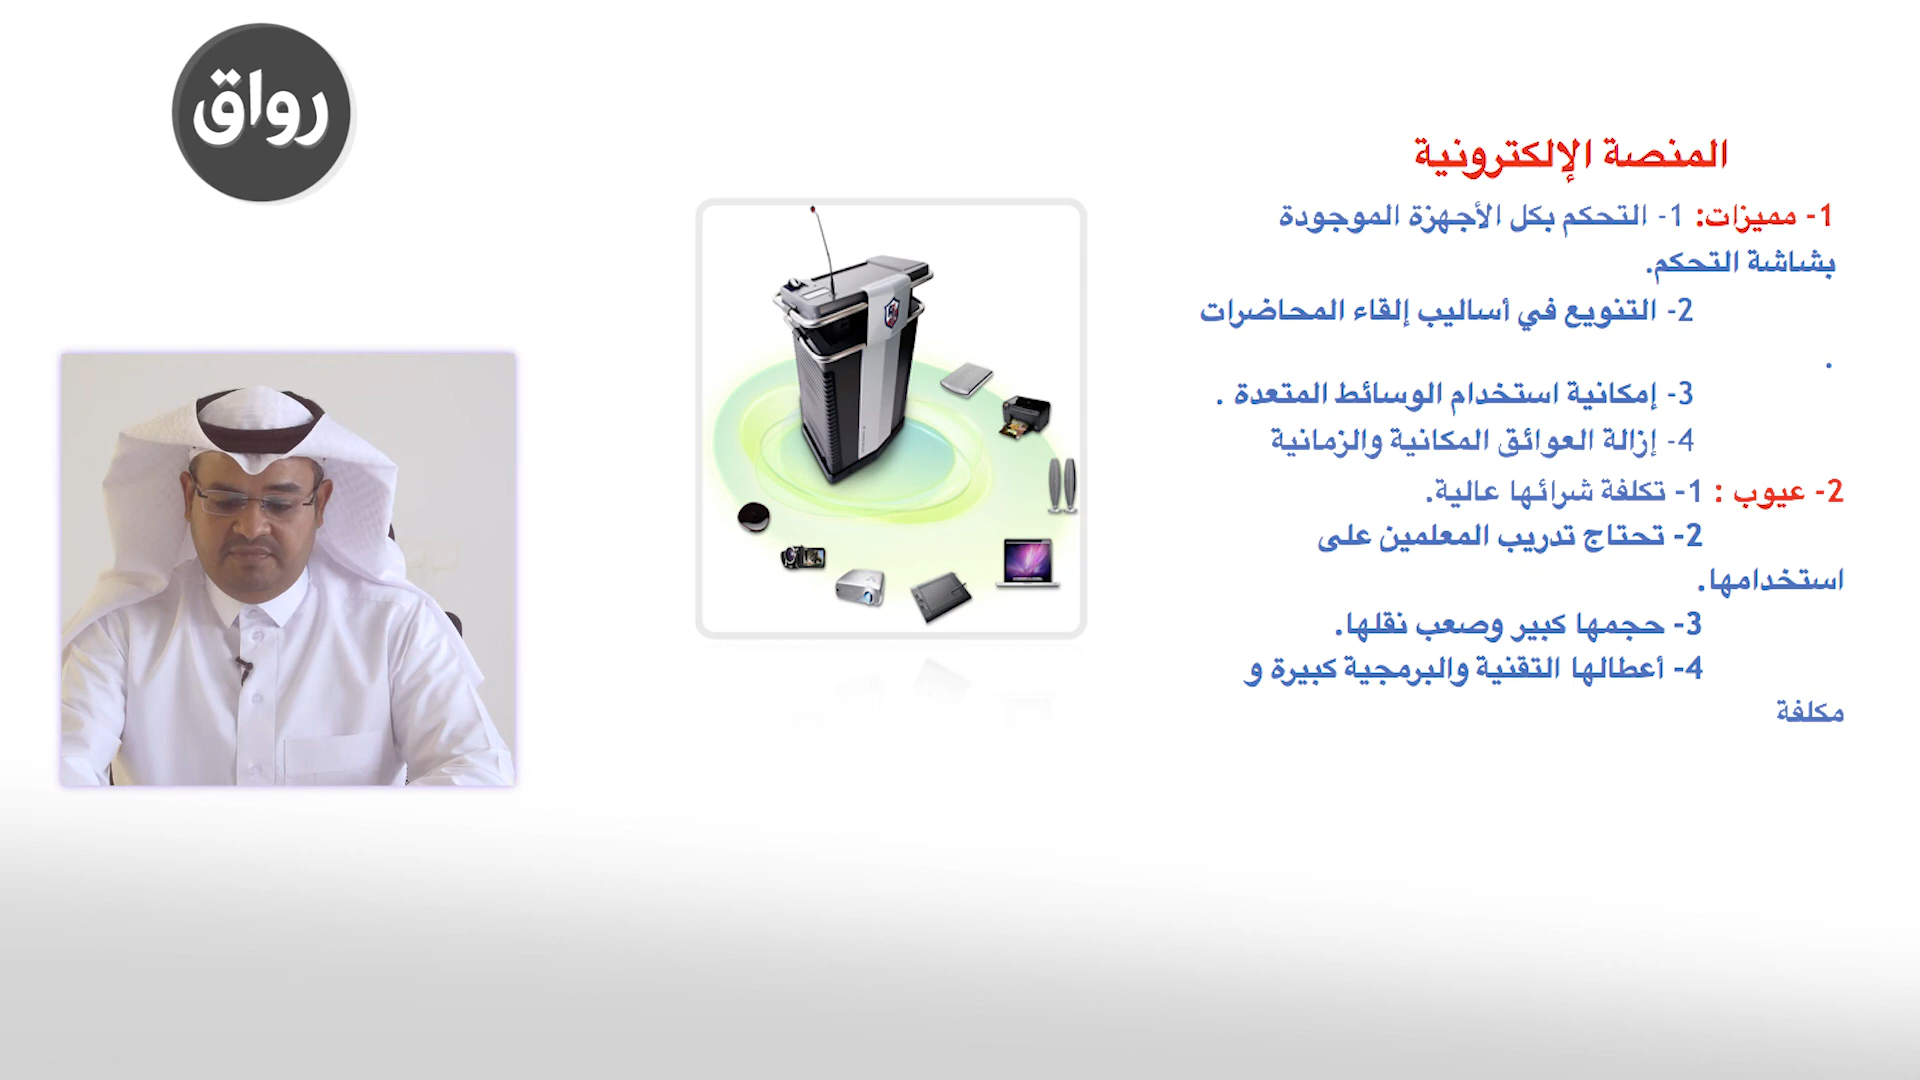 رواق
المنصة الإلكترونية
1- مميزات: 1- التحكم بكل الأجهزة الموجودة
بشاشة التحكم.
2- التنويع في أساليب إلقاء المحاضرات
.
3- إمكانية استخدام الوسائط المتعدة .
4- إزالة العوائق المكانية والزمانية
2- عيوب : 1- تكلفة شرائها عالية.
2- تحتاج تدريب المعلمين على
استخدامها.
3- حجمها كبير وصعب نقلها.
4- أعطالها التقنية والبرمجية كبيرة و
مكلفة